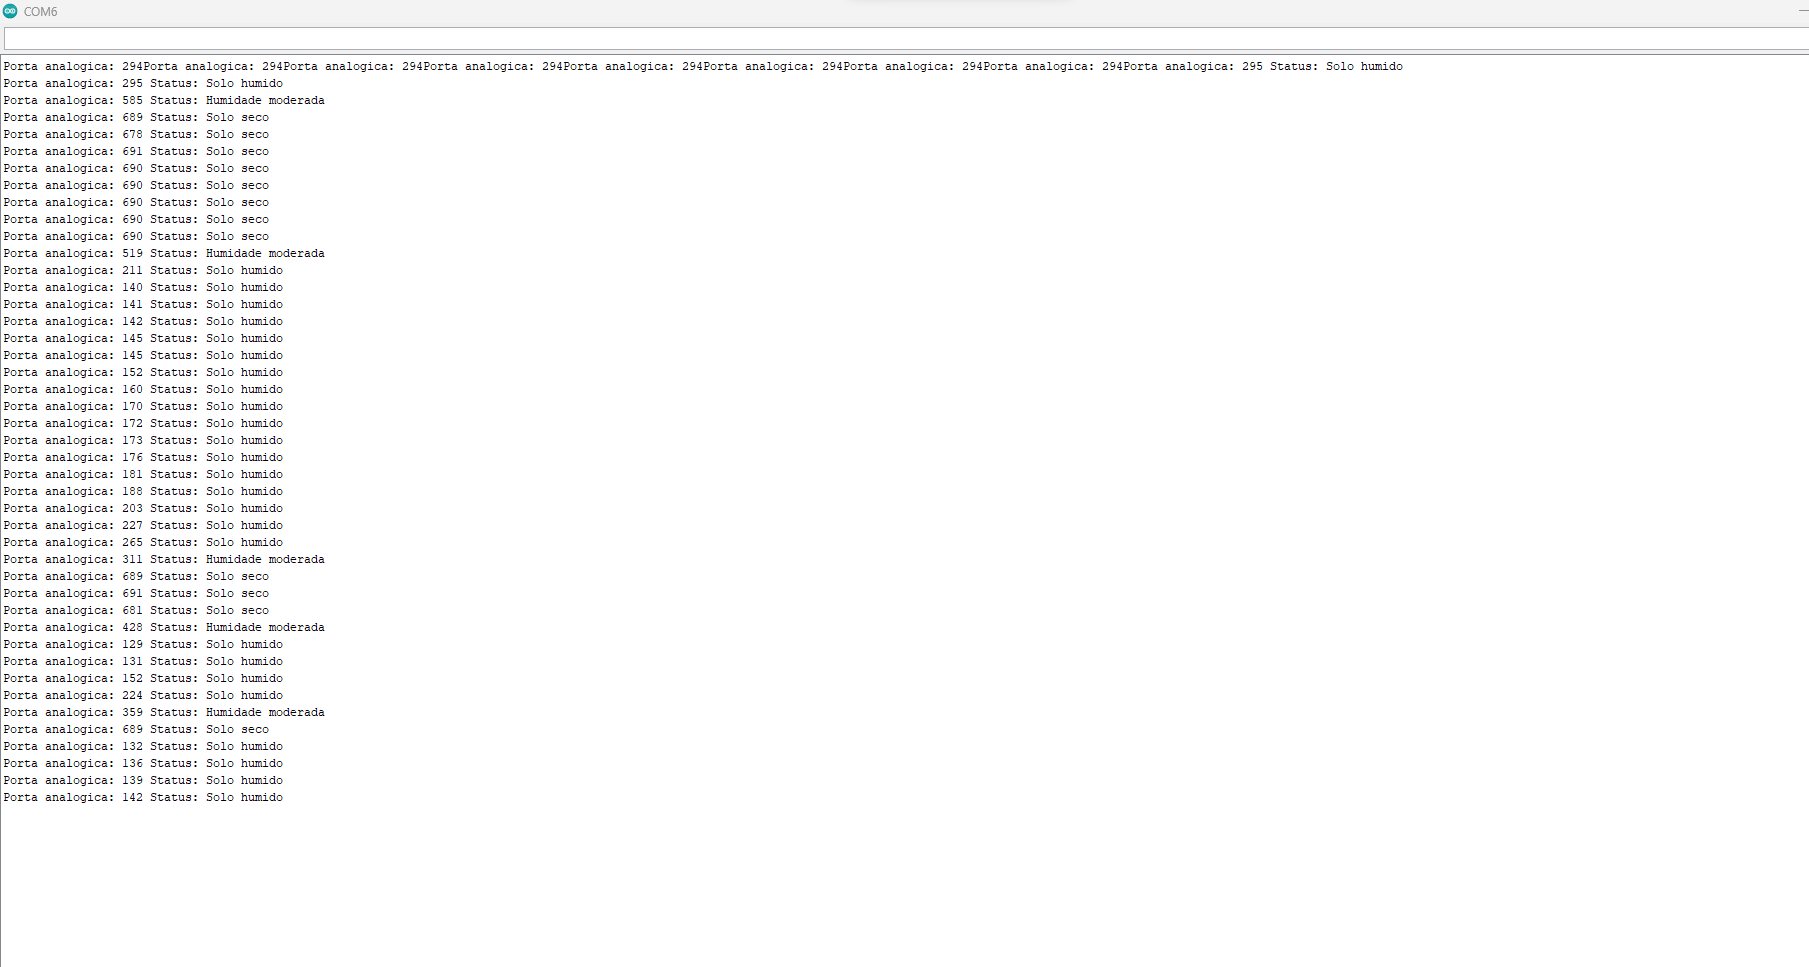 COM6
Porta analogica: 294Porta analogica: 294Porta analogica: 294Porta analogica: 294Porta analogica: 294Porta analogica: 294Porta analogica: 294Porta analogica: 294Porta analogica: 295 Status: Solo humido
Porta analogica: 295 Status: Solo humido
Porta analogica: 585 Status: Humidade moderada
Porta analogica: 689 Status: Solo seco
Porta analogica: 678 Status: Solo seco
Porta analogica: 691 Status: Solo seco
Porta analogica: 690 Status: Solo seco
Porta analogica: 690 Status: Solo seco
Porta analogica: 690 Status: Solo seco
Porta analogica: 690 Status: Solo seco
Porta analogica: 690 Status: Solo seco
Porta analogica: 519 Status: Humidade moderada
Porta analogica: 211 Status: Solo humido
Porta analogica: 140 Status: Solo humido
Porta analogica: 141 Status: Solo humido
Porta analogica: 142 Status: Solo humido
Porta analogica: 145 Status: Solo humido
Porta analogica: 145 Status: Solo humido
Porta analogica: 152 Status: Solo humido
Porta analogica: 160 Status: Solo humido
Porta analogica: 170 Status: Solo humido
Porta analogica: 172 Status: Solo humido
Porta analogica: 173 Status: Solo humido
Porta analogica: 176 Status: Solo humido
Porta analogica: 181 Status: Solo humido
Porta analogica: 188 Status: Solo humido
Porta analogica: 203 Status: Solo humido
Porta analogica: 227 Status: Solo humido
Porta analogica: 265 Status: Solo humido
Porta analogica: 311 Status: Humidade moderada
Porta analogica: 689 Status: Solo seco
Porta analogica: 691 Status: Solo seco
Porta analogica: 681 Status: Solo seco
Porta analogica: 428 Status: Humidade moderada
Porta analogica: 129 Status: Solo humido
Porta analogica: 131 Status: Solo humido
Porta analogica: 152 Status: Solo humido
Porta analogica: 224 Status: Solo humido
Porta analogica: 359 Status: Humidade moderada
Porta analogica: 689 Status: Solo seco
Porta analogica: 132 Status: Solo humido
Porta analogica: 136 Status: Solo humido
Porta analogica: 139 Status: Solo humido
Porta analogica: 142 Status: Solo humido